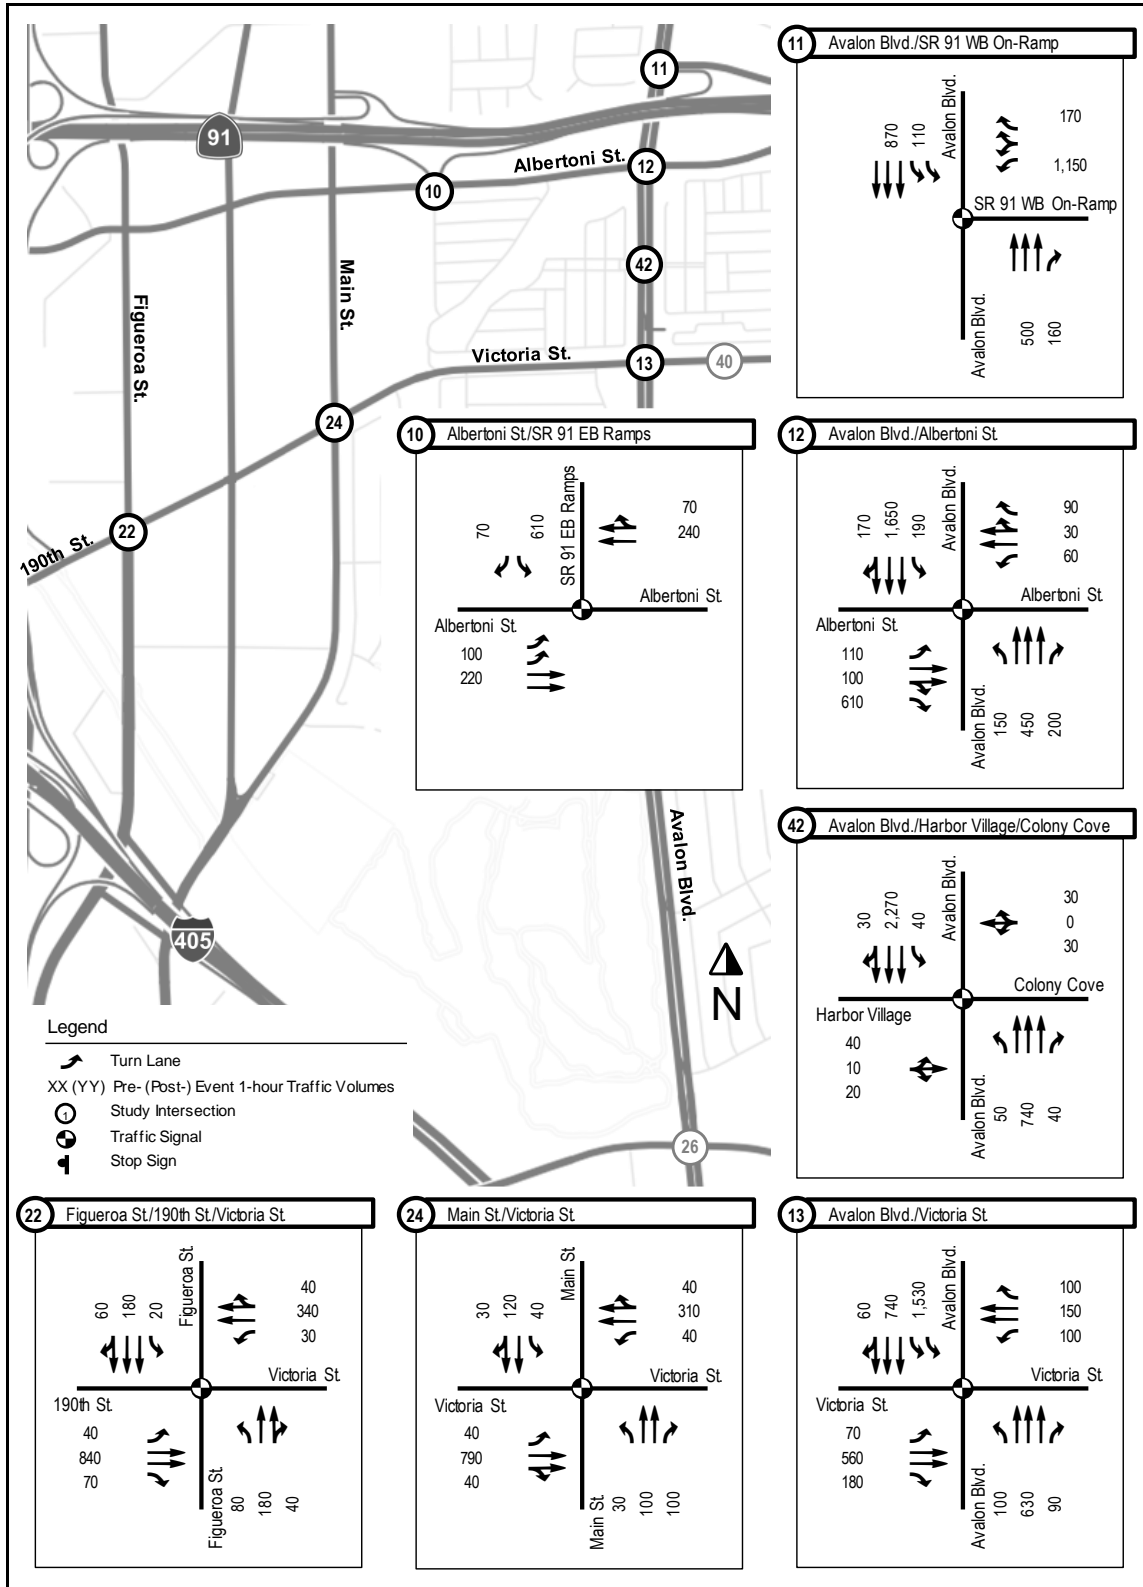 91
11
Albertoni St.
12
10
42
Main St.
Figueroa St.
Victoria St.
13
40
24
22
190th St.
Avalon Blvd.
405
N
26
Legend
Turn Lane
XX (YY) Pre- (Post-) Event 1-hour Traffic Volumes
1 Study Intersection
Traffic Signal
Stop Sign
11 Avalon Blvd./SR 91 WB On-Ramp
870
110
Avalon Blvd.
170
1,150
SR 91 WB On-Ramp
Avalon Blvd.
500
160
10 Albertoni St./SR 91 EB Ramps
70
610
SR 91 EB Ramps
70
240
Albertoni St.
Albertoni St.
100
220
12 Avalon Blvd./Albertoni St.
170
1,650
190
Avalon Blvd.
90
30
60
Albertoni St.
Albertoni St.
110
100
610
Avalon Blvd.
150
450
200
42 Avalon Blvd./Harbor Village/Colony Cove
30
2,270
40
Avalon Blvd.
30
0
30
Colony Cove
Harbor Village
40
10
20
Avalon Blvd.
50
740
40
22 Figueroa St./190th St./Victoria St.
60
180
20
Figueroa St.
40
340
30
Victoria St.
190th St.
40
840
70
Figueroa St.
80
180
40
24 Main St./Victoria St.
30
120
40
Main St.
40
310
40
Victoria St.
Victoria St.
40
790
40
Main St.
30
100
100
13 Avalon Blvd./Victoria St.
60
740
1,530
Avalon Blvd.
100
150
100
Victoria St.
Victoria St.
70
560
180
Avalon Blvd.
100
630
90